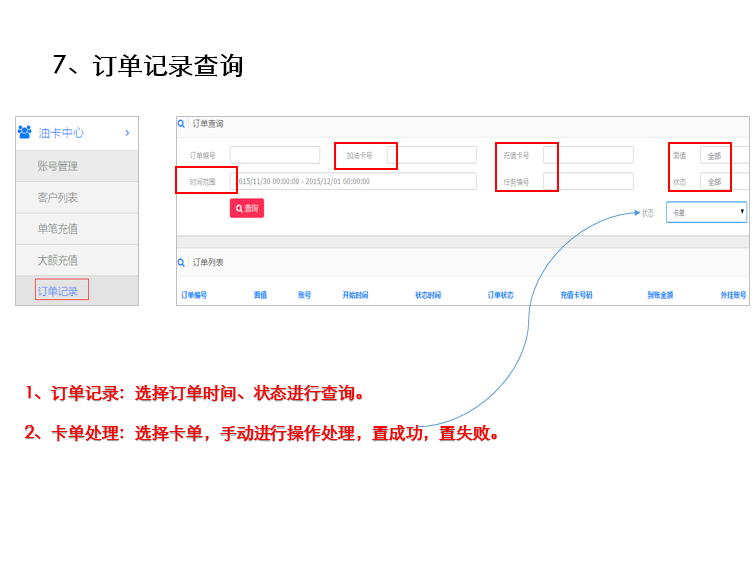 7、订单记录查询
油卡中心
账号管理
客户列表
单笔充值
大额充值
订单记录
订单查询
订单编号 加油卡号 充值卡号 面值 全部
时间范围 2015/11/30 00:00:00 - 2015/12/01 00:00:00 任务编号 状态 全部
查询 状态 卡单
订单列表
订单编号 面值 账号 开始时间 状态时间 订单状态 充值卡号码 到账金额 外挂账号
1、订单记录：选择订单时间、状态进行查询。
2、卡单处理：选择卡单，手动进行操作处理，置成功，置失败。